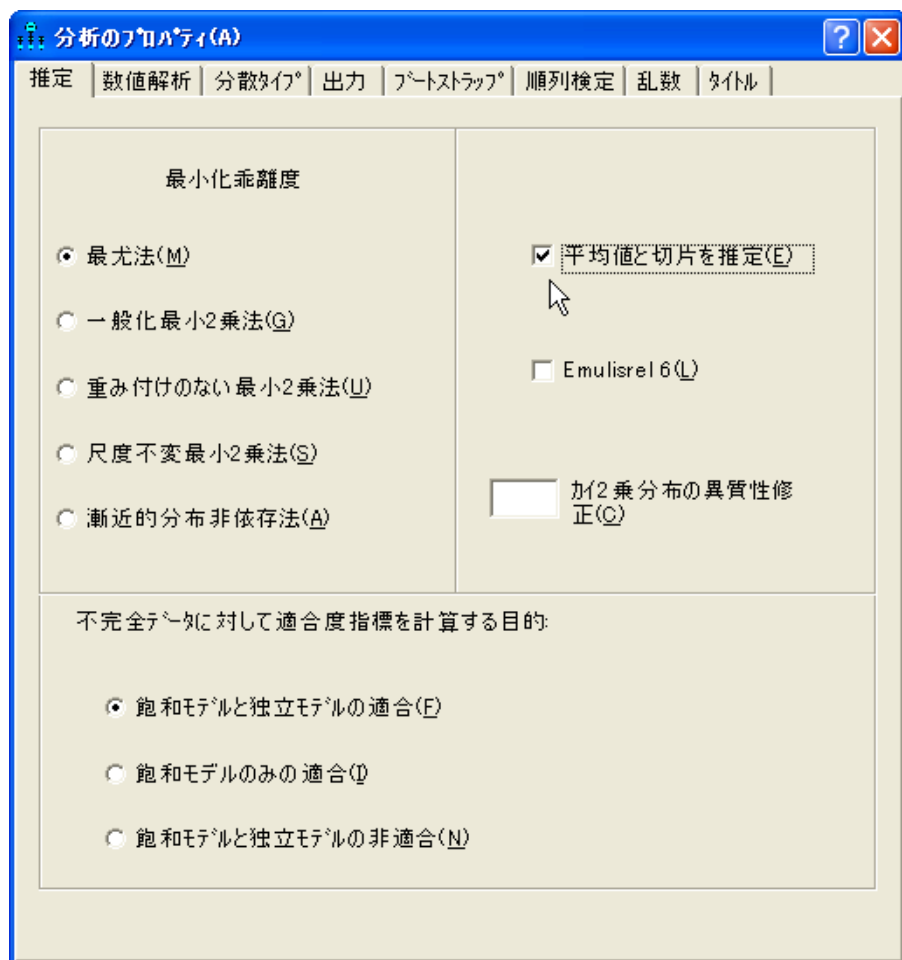 分析のﾌﾟﾛﾊﾟﾃｨ(A)
推定 数値解析 分散ﾀｲﾌﾟ 出力 ﾌﾞｰﾄｽﾄﾗｯﾌﾟ 順列検定 乱数 ﾀｲﾄﾙ
最小化乖離度
最尤法(M)
一般化最小2乗法(G)
重み付けのない最小2乗法(U)
尺度不変最小2乗法(S)
漸近的分布非依存法(A)
平均値と切片を推定(E)
Emulisrel6(L)
ｶｲ2乗分布の異質性修
正(C)
不完全ﾃﾞｰﾀに対して適合度指標を計算する目的:
飽和ﾓﾃﾞﾙと独立ﾓﾃﾞﾙの適合(F)
飽和モデルのみの適合(I)
飽和ﾓﾃﾞﾙと独立ﾓﾃﾞﾙの非適合(N)